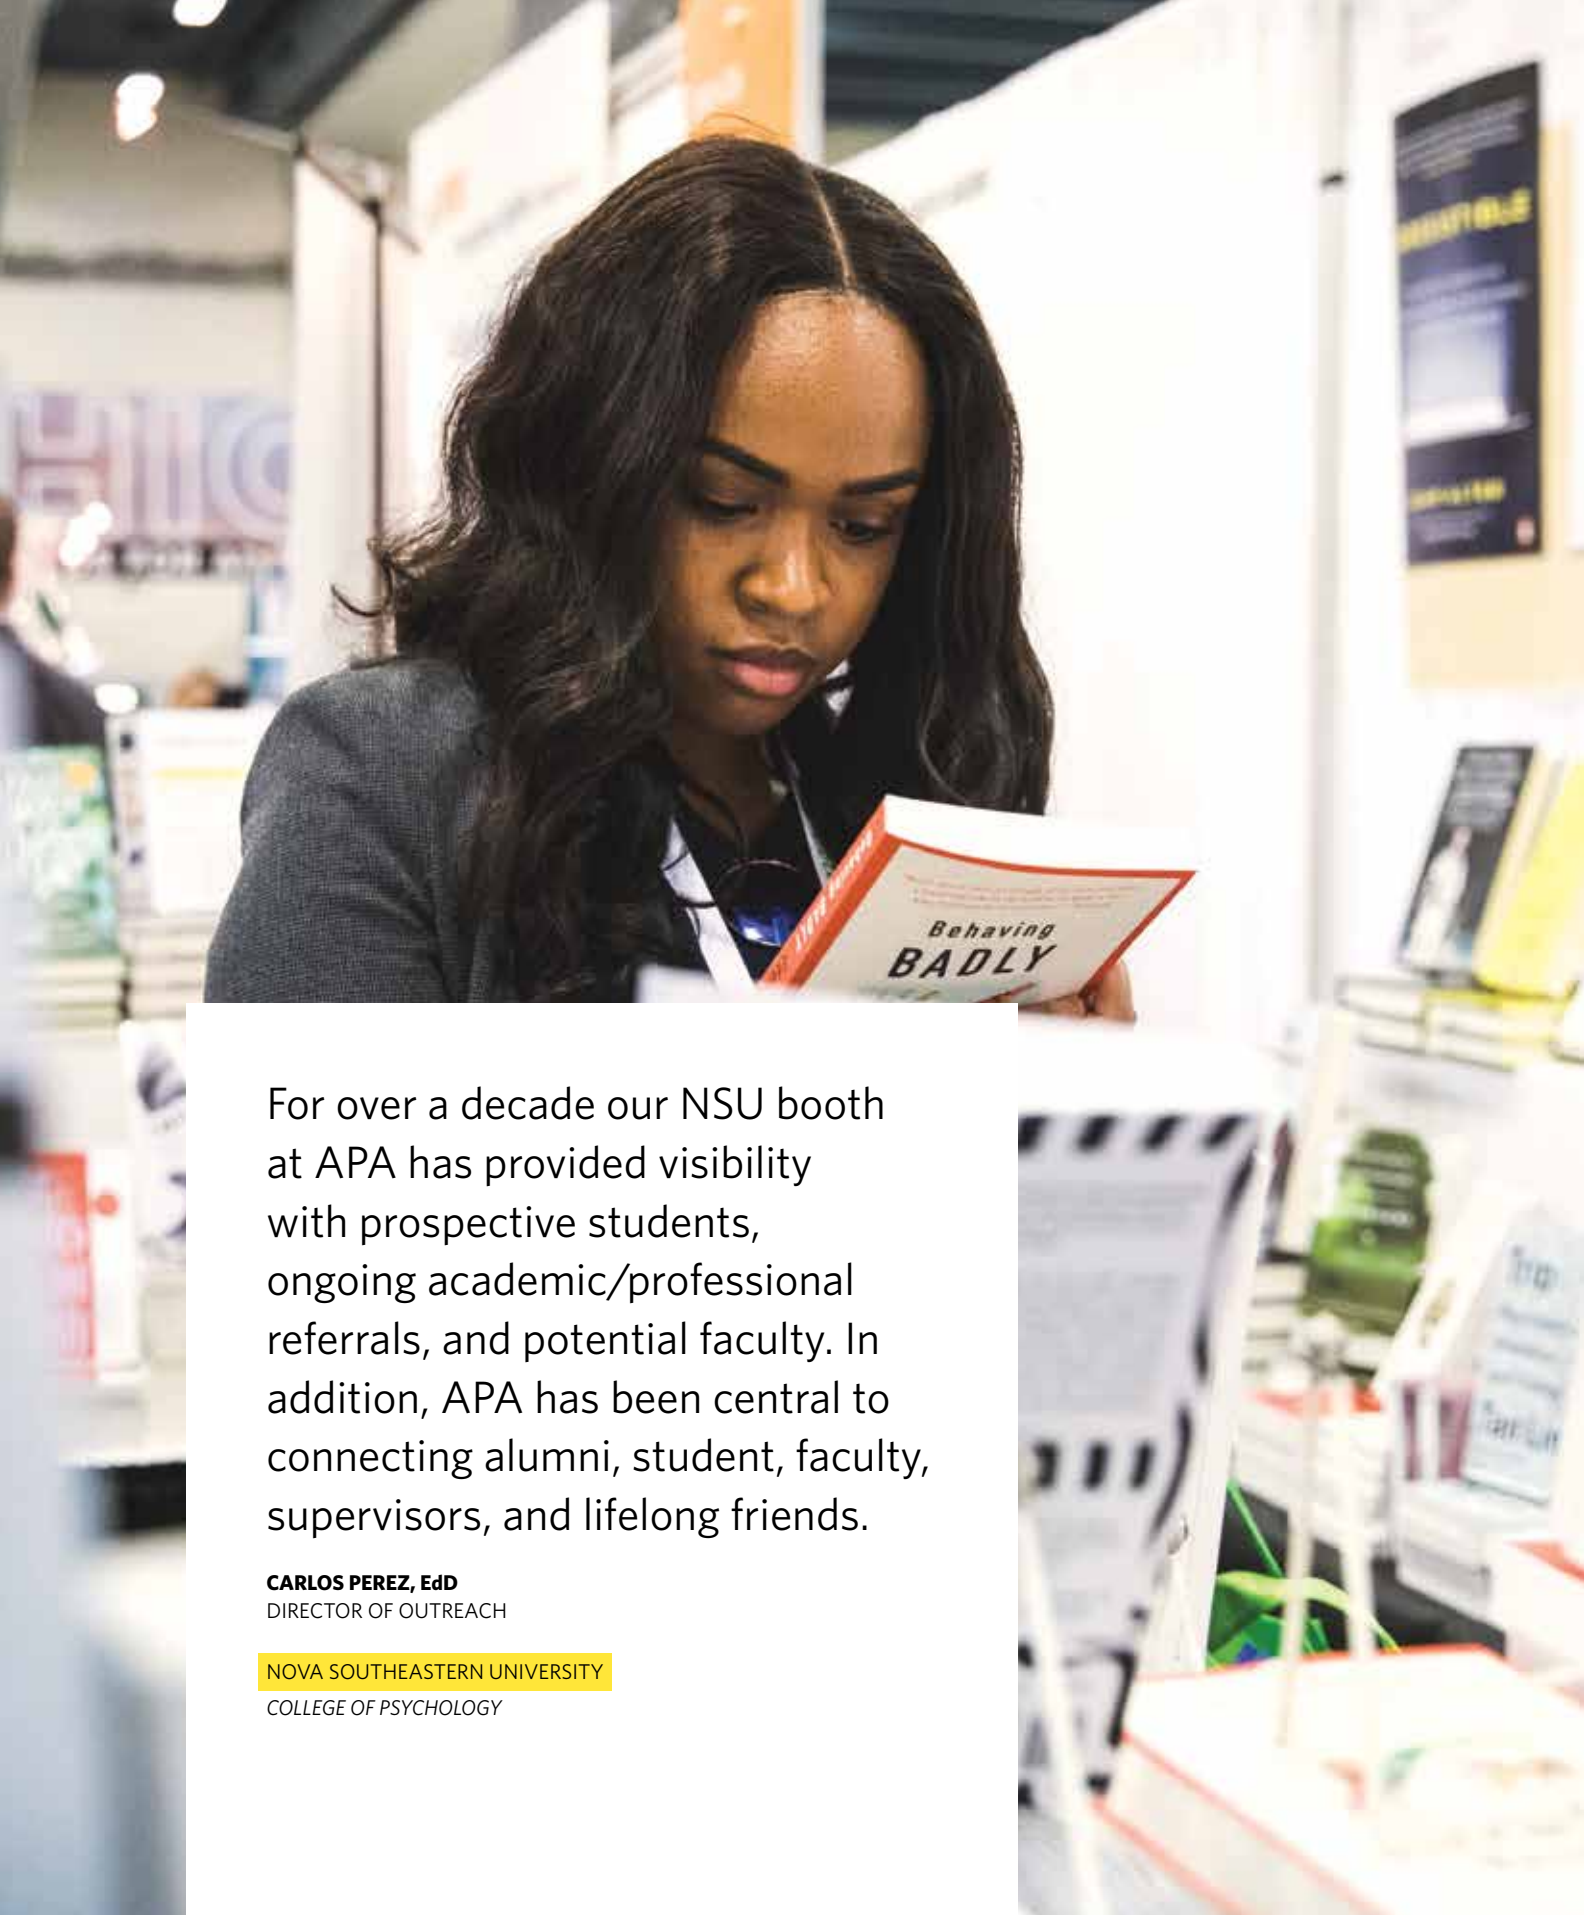 HIC
Behaving
BADLY
For over a decade our NSU booth
at APA has provided visibility
with prospective students,
ongoing academic/professional
referrals, and potential faculty. In
addition, APA has been central to
connecting alumni, student, faculty,
supervisors, and lifelong friends.
CARLOS PEREZ, EdD
DIRECTOR OF OUTREACH
NOVA SOUTHEASTERN UNIVERSITY
COLLEGE OF PSYCHOLOGY